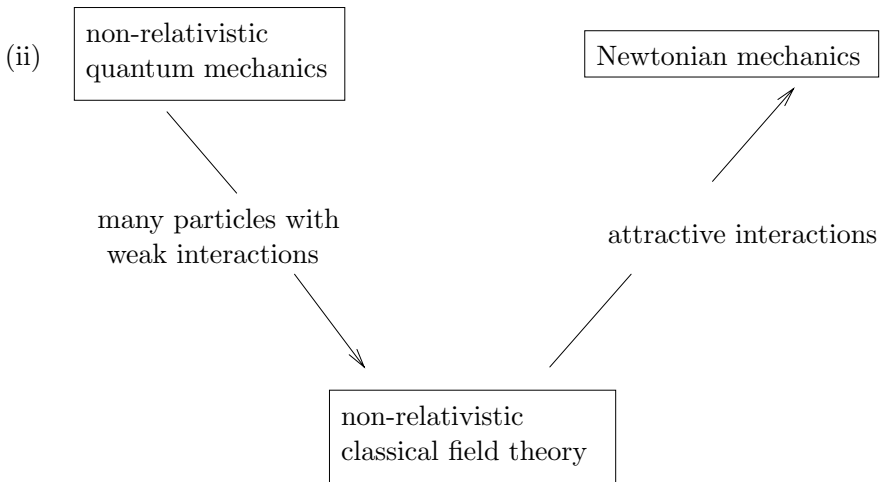 (ii)
non-relativistic
quantum mechanics
Newtonian mechanics
many particles with
weak interactions
attractive interactions
non-relativistic
classical field theory